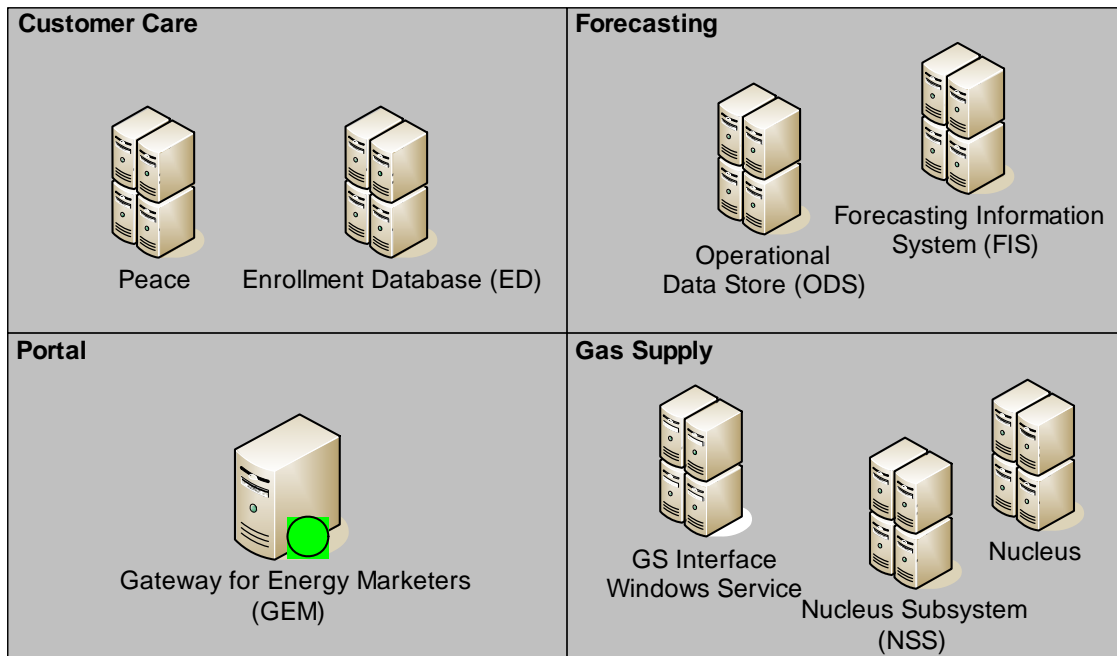 Customer Care
Peace
Enrollment Database (ED)
Forecasting
Operational
Data Store (ODS)
Forecasting Information
System (FIS)
Portal
Gateway for Energy Marketers
(GEM)
Gas Supply
GS Interface
Windows Service
Nucleus Subsystem
(NSS)
Nucleus